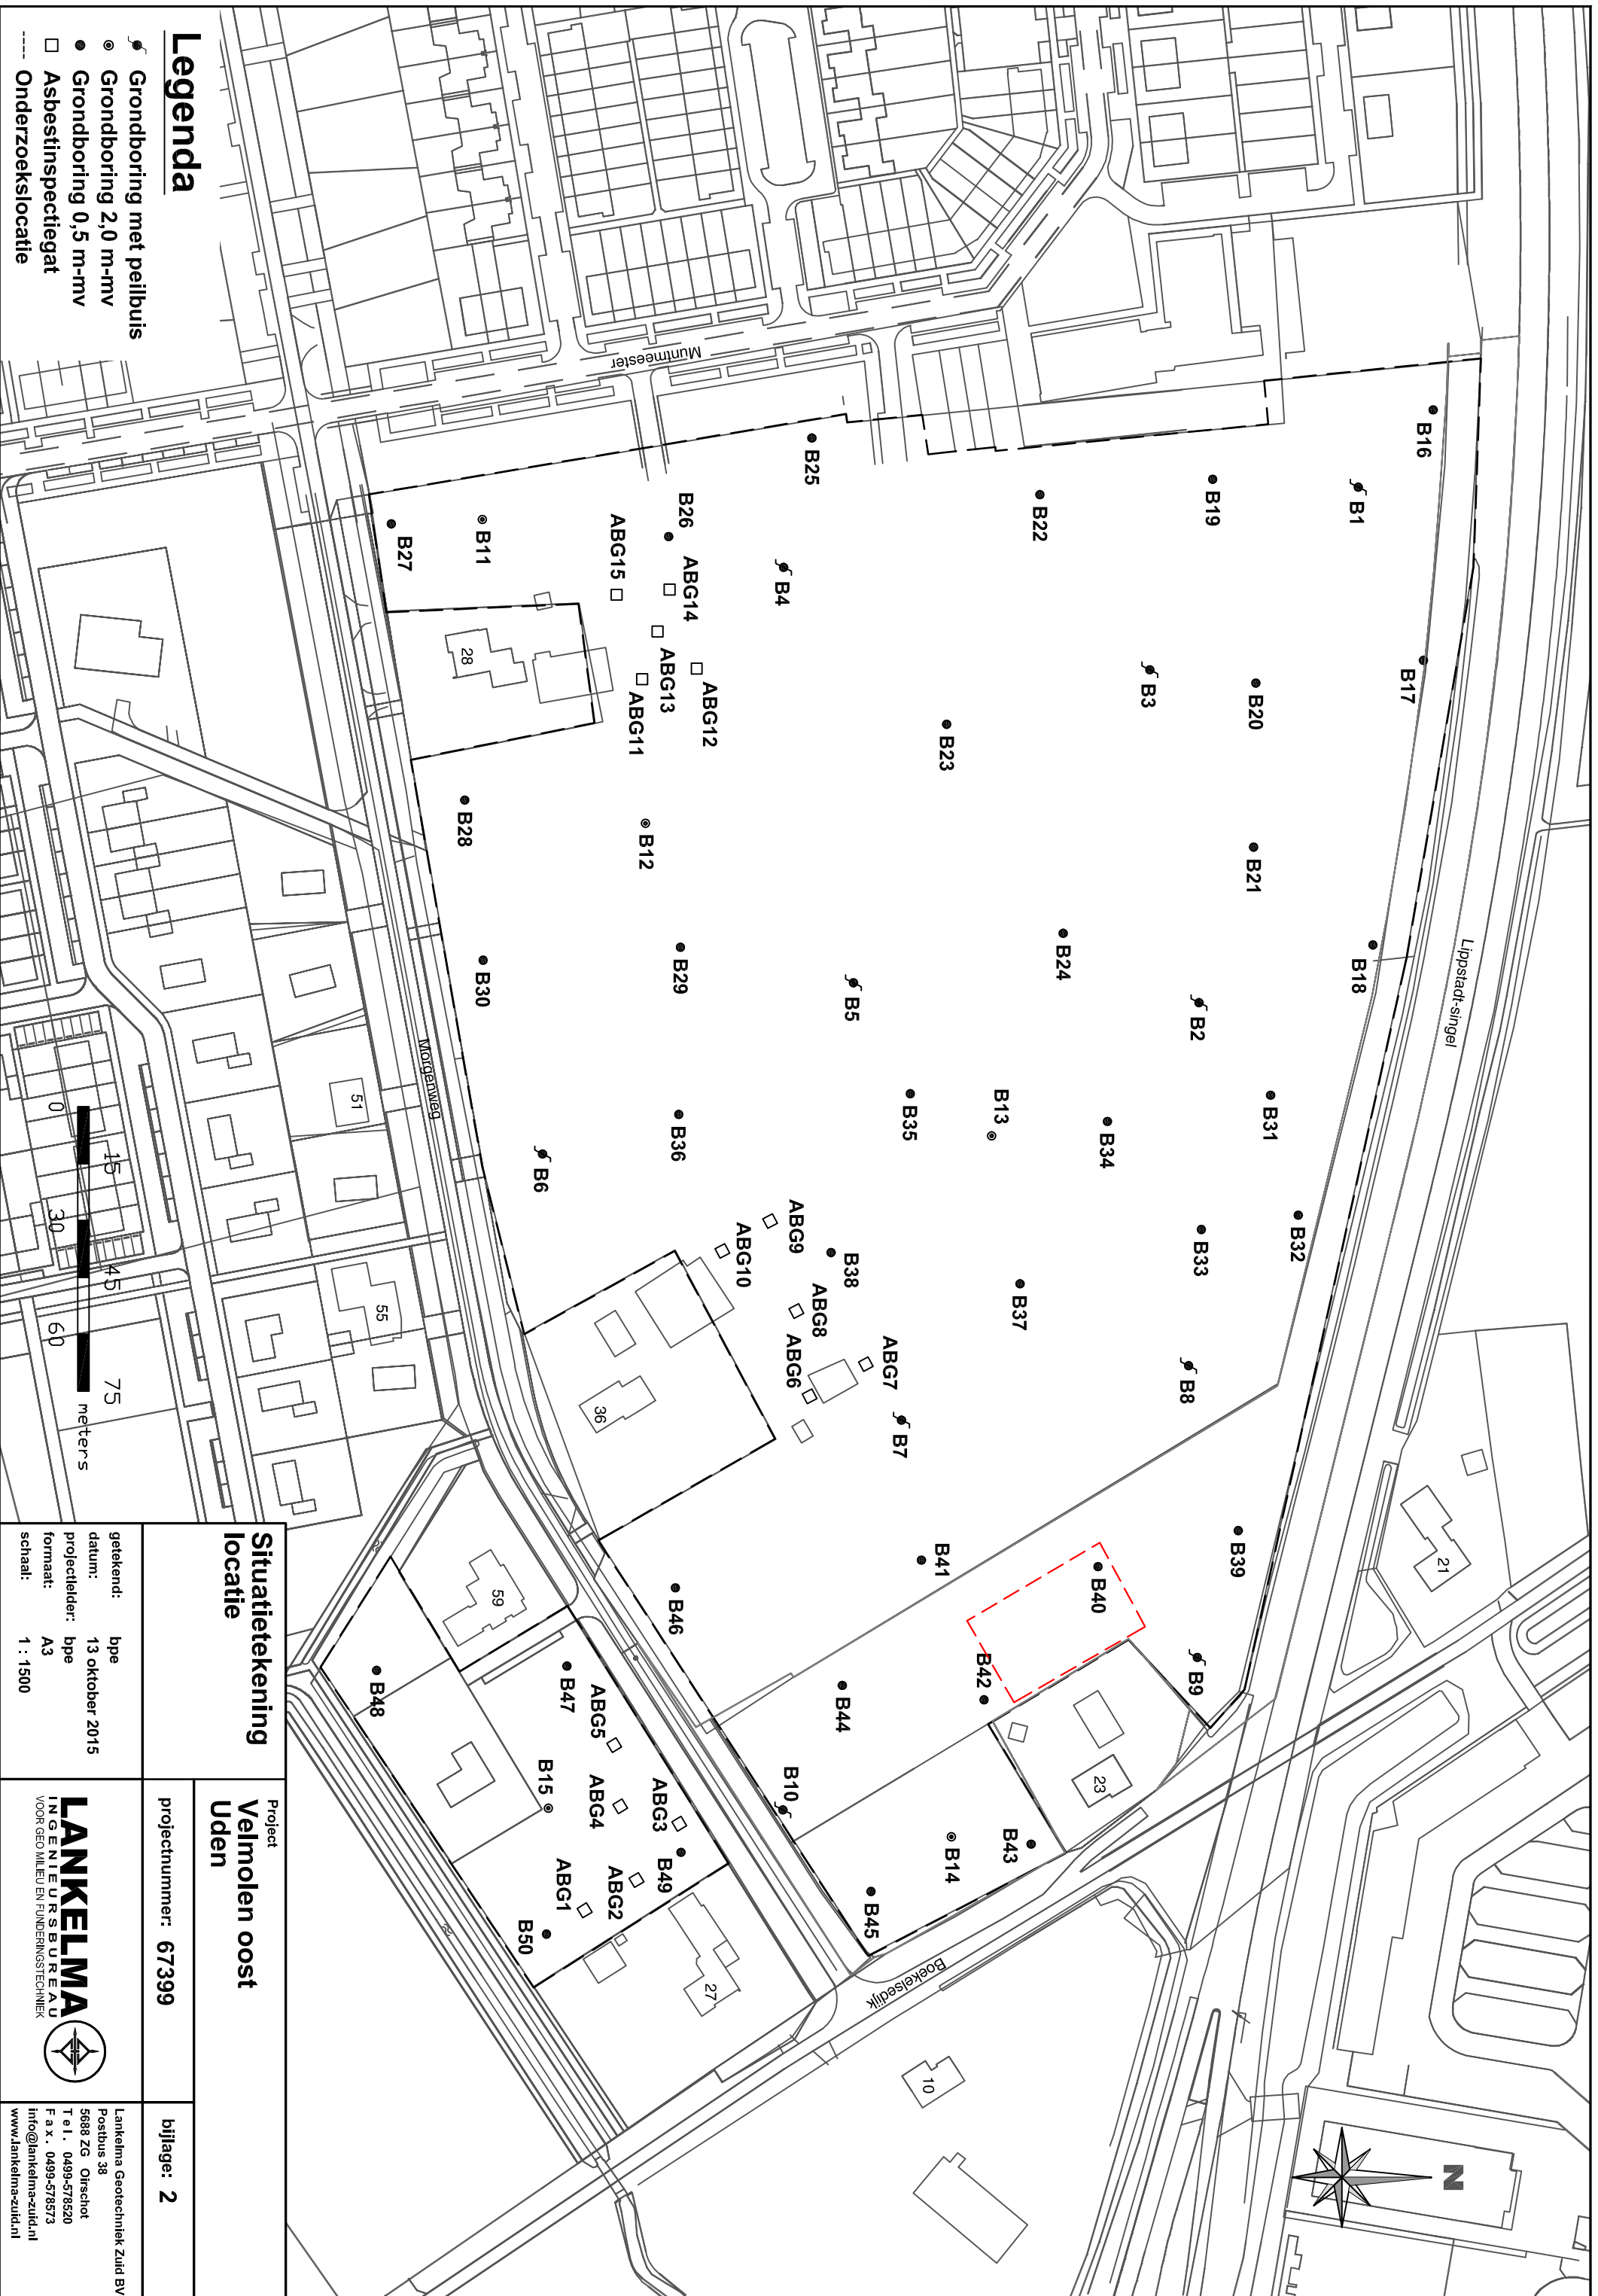 Legenda
Grondboring met peilbuis
Grondboring 2,0 m-mv
Grondboring 0,5 m-mv
Asbestinspectiegat
Onderzoekslocatie
Lippstadt-singel
Muntmeester
Morgenweg
Boekelsedijk
N
B16
B1
B17
B18
B19
B20
B21
B22
B3
B2
B31
B32
B23
B24
B34
B33
B8
B39
B25
B4
B13
B35
B37
B5
B26
ABG14
ABG15
ABG12
ABG13
ABG11
B12
B29
B36
B11
B27
B28
B30
B6
ABG9
ABG10
B38
ABG8
ABG7
ABG6
B7
B41
B40
B9
B42
B44
B46
B10
B14
B43
B45
B47
B48
ABG5
ABG4
ABG3
B15
B49
ABG2
ABG1
B50
28
36
51
55
59
21
23
27
10
0
15
30
45
60
75
meters
Situatietekening
locatie
getekend: bpe
datum: 13 oktober 2015
projectleider: bpe
formaat: A3
schaal: 1 : 1500
Project
Velmolen oost
Uden
projectnummer: 67399
bijlage: 2
LANKELMA
INGENIEURSBUREAU
VOOR GEO MILIEU EN FUNDERINGSTECHNIEK
Lankelma Geotechniek Zuid BV
Postbus 38
5688 ZG Oirschot
Tel. 0499-578520
Fax. 0499-578573
info@lankelma-zuid.nl
www.lankelma-zuid.nl